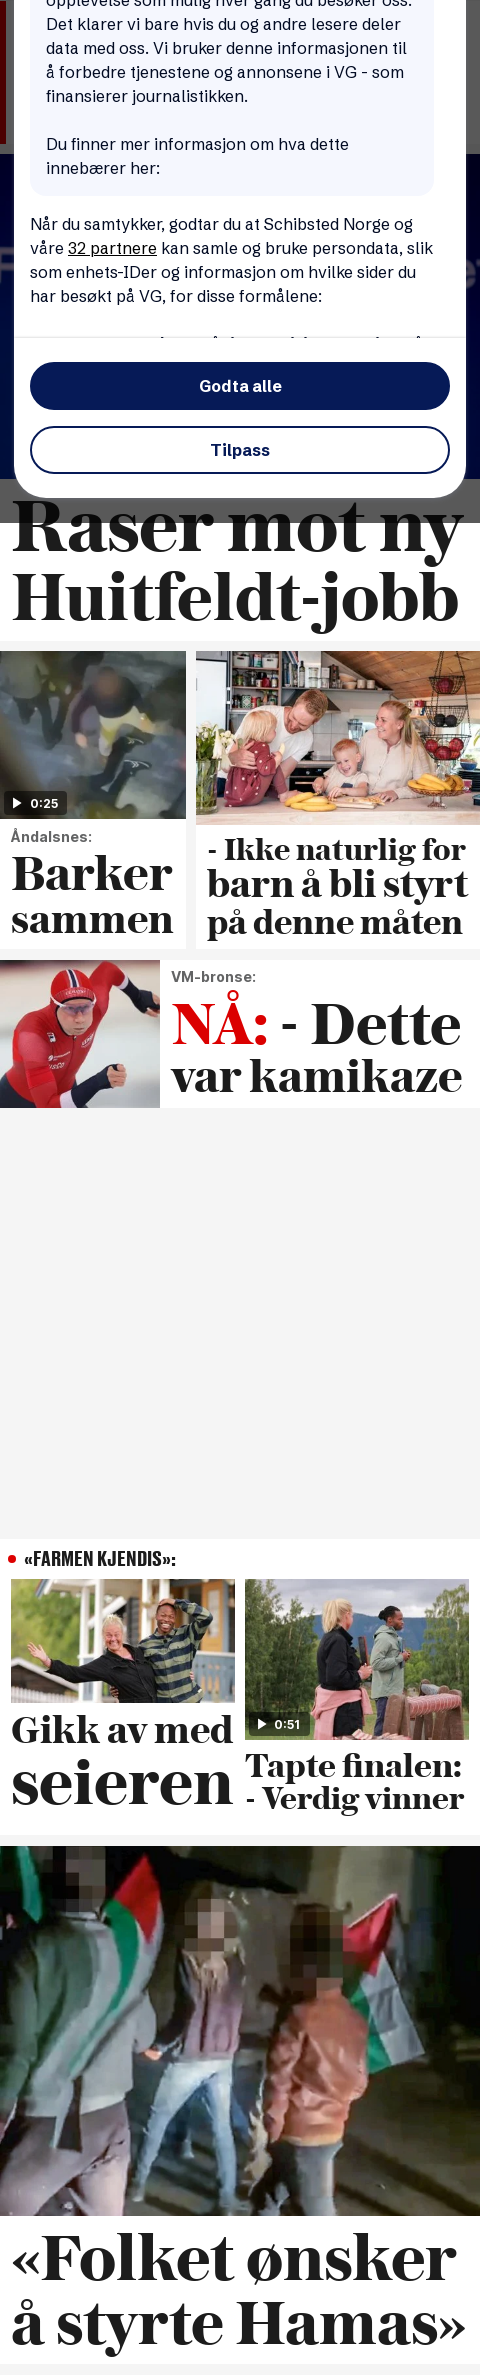 opplevelse som mulig hver gang du besøker oss.
Det klarer vi bare hvis du og andre lesere deler
data med oss. Vi bruker denne informasjonen til
å forbedre tjenestene og annonsene i VG - som
finansierer journalistikken.
Du finner mer informasjon om hva dette
innebærer her:
Når du samtykker, godtar du at Schibsted Norge og
våre 32 partnere kan samle og bruke persondata, slik
som enhets-IDer og informasjon om hvilke sider du
har besøkt på VG, for disse formålene:
Godta alle
Tilpass
Raser mot ny
Huitfeldt-jobb
0:25
Åndalsnes:
Barker
sammen
- Ikke naturlig for
barn å bli styrt
på denne måten
VM-bronse:
NÅ: - Dette
var kamikaze
«FARMEN KJENDIS»:
Gikk av med
seieren
0:51
Tapte finalen:
- Verdig vinner
«Folket ønsker
å styrte Hamas»